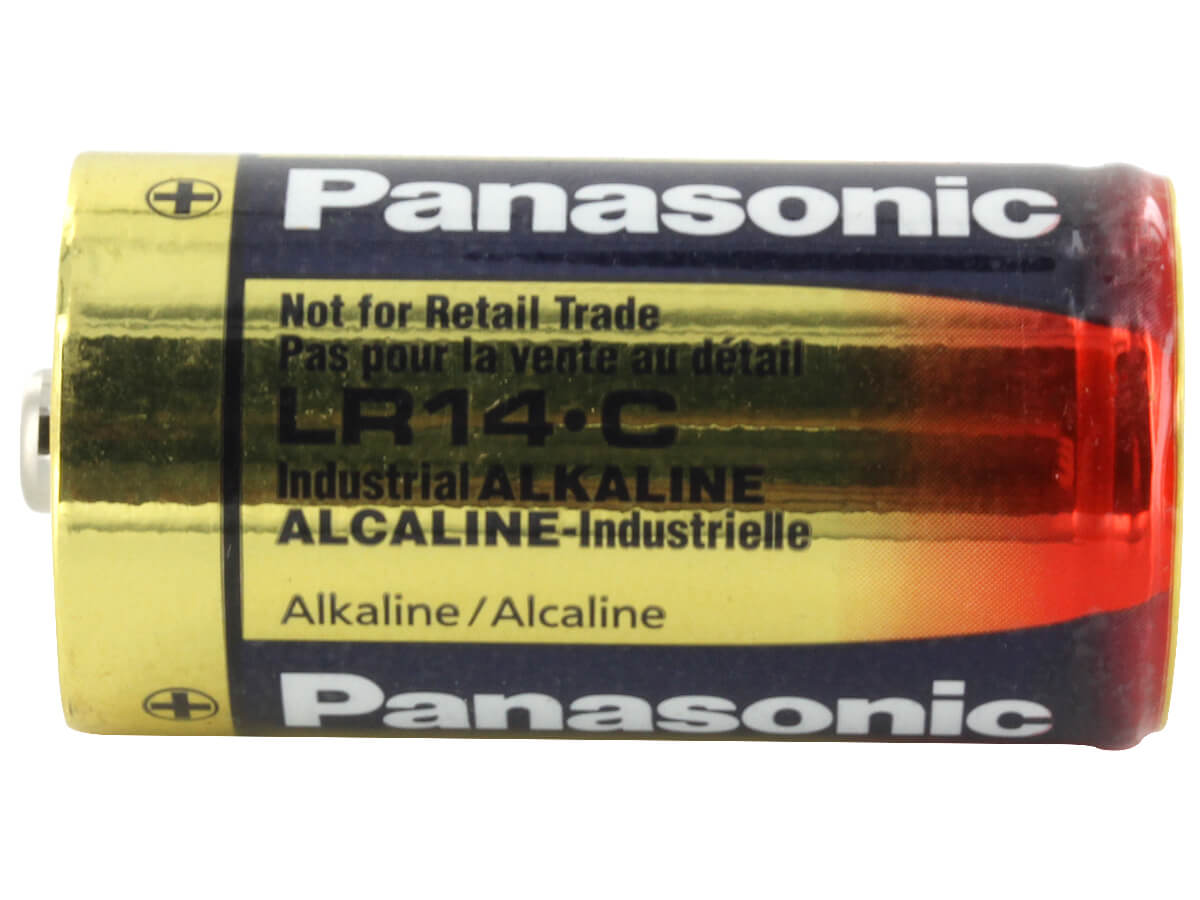 + Panasonic
Not for Retail Trade
Pas pour la vente au détail
LR14•C
Industrial ALKALINE
ALCALINE-Industrielle
Alkaline/Alcaline
+ Panasonic